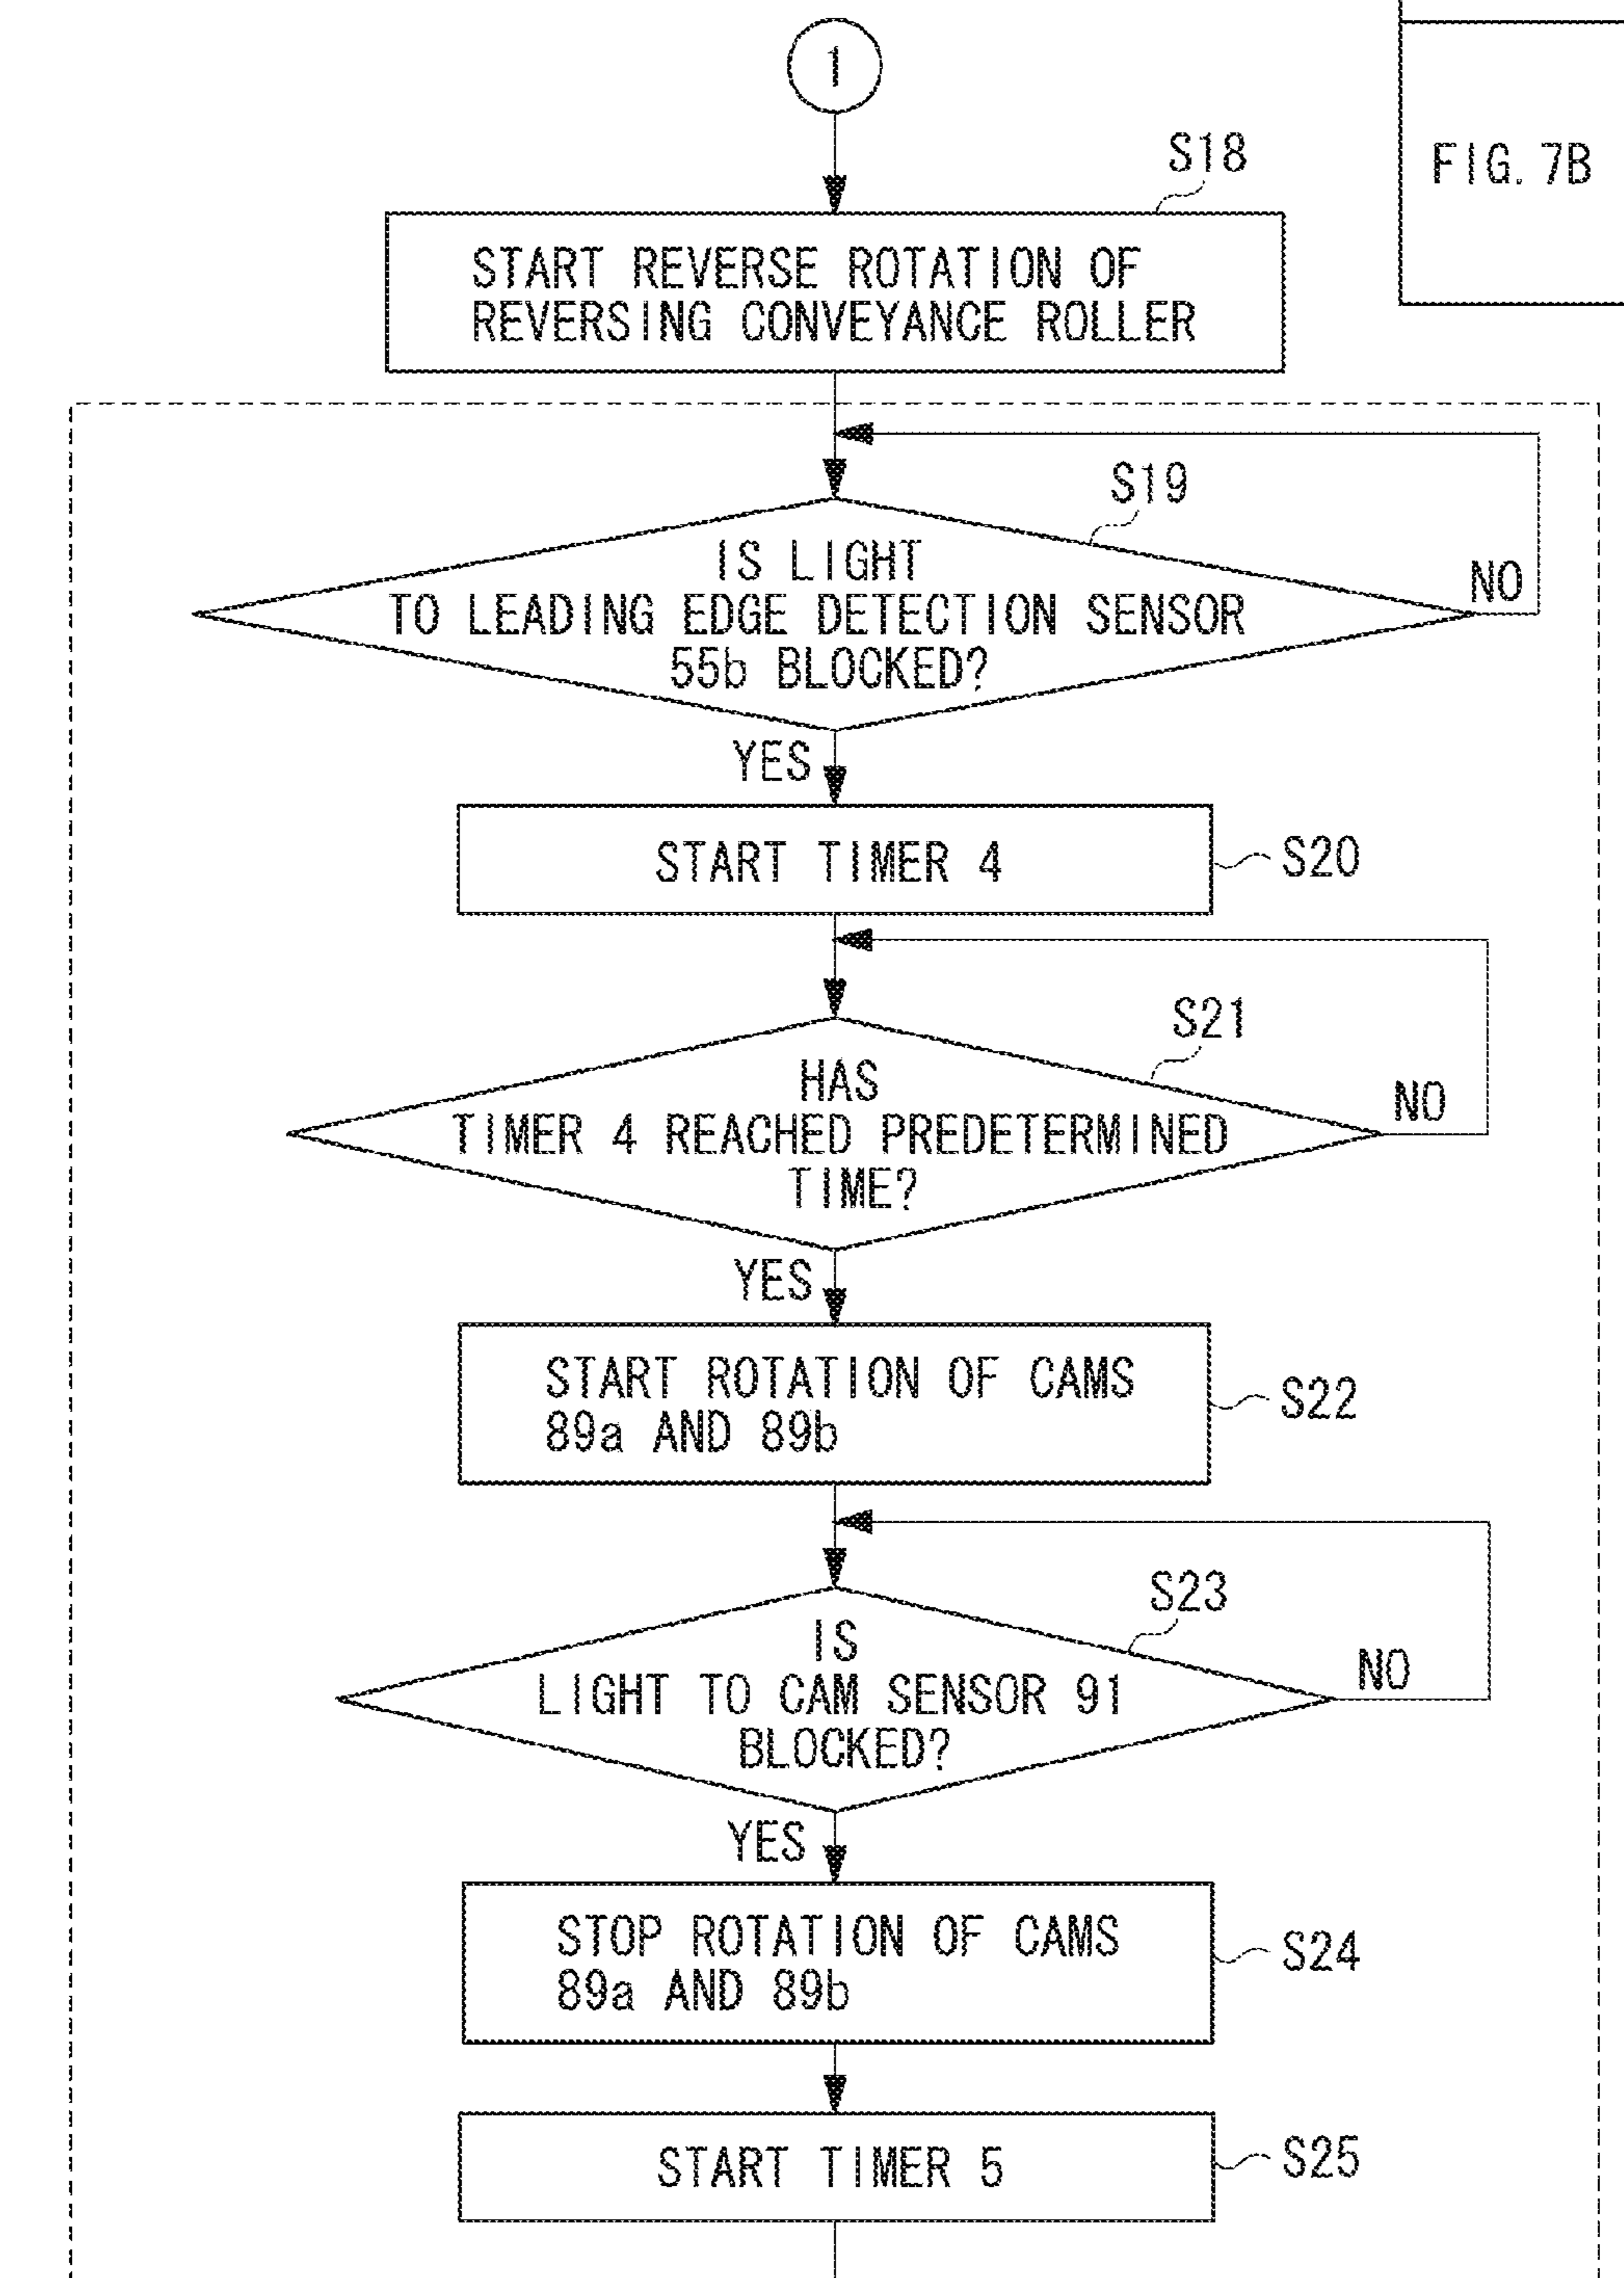 1
FIG. 7B
S18
START REVERSE ROTATION OF
REVERSING CONVEYANCE ROLLER
S19
IS LIGHT
TO LEADING EDGE DETECTION SENSOR
55b BLOCKED?
NO
YES
START TIMER 4
S20
S21
HAS
TIMER 4 REACHED PREDETERMINED
TIME?
NO
YES
START ROTATION OF CAMS
89a AND 89b
S22
S23
IS
LIGHT TO CAM SENSOR 91
BLOCKED?
NO
YES
STOP ROTATION OF CAMS
89a AND 89b
S24
START TIMER 5
S25